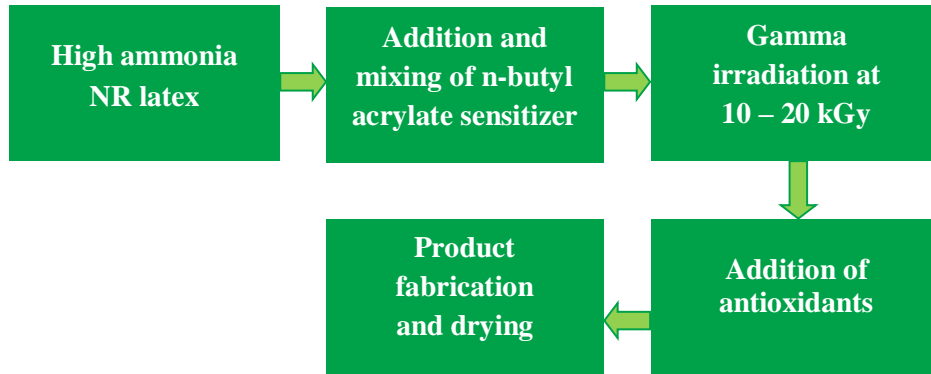 High ammonia
NR latex
Addition and
mixing of n-butyl
acrylate sensitizer
Gamma
irradiation at
10 – 20 kGy
Addition of
antioxidants
Product
fabrication
and drying